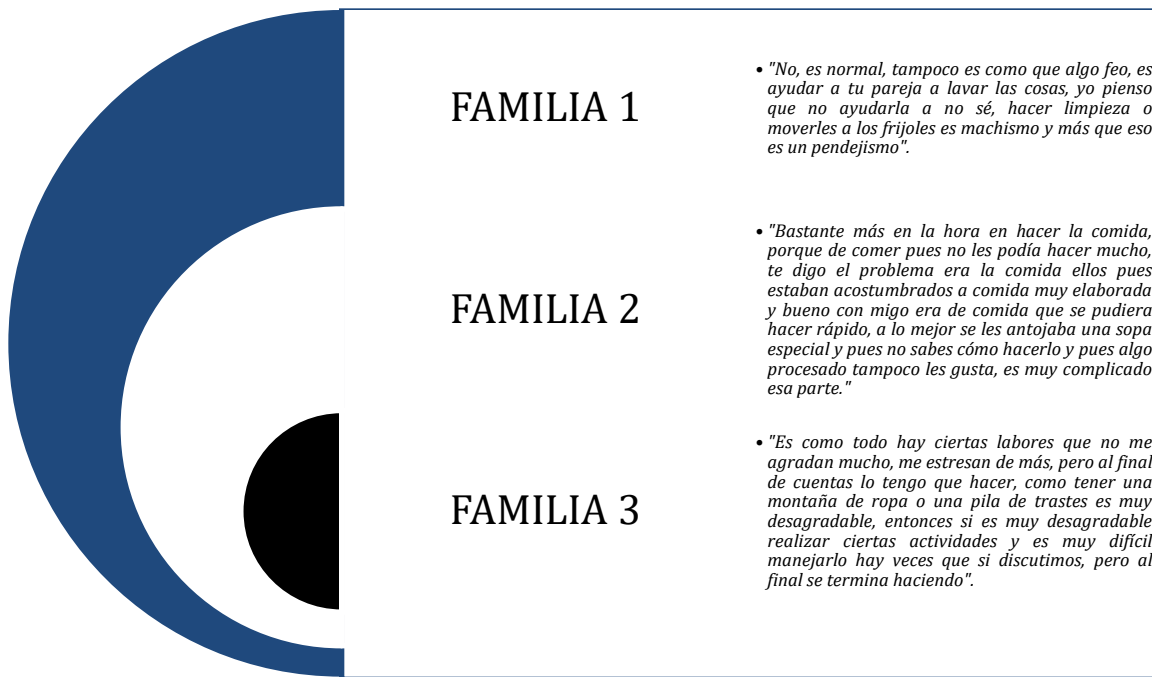 FAMILIA 1
• "No, es normal, tampoco es como que algo feo, es
ayudar a tu pareja a lavar las cosas, yo pienso
que no ayudarla a no sé, hacer limpieza o
moverles a los frijoles es machismo y más que eso
es un pendejismo".
FAMILIA 2
• "Bastante más en la hora en hacer la comida,
porque de comer pues no les podía hacer mucho,
te digo el problema era la comida ellos pues
estaban acostumbrados a comida muy elaborada
y bueno con migo era de comida que se pudiera
hacer rápido, a lo mejor se les antojaba una sopa
especial y pues no sabes cómo hacerlo y pues algo
procesado tampoco les gusta, es muy complicado
esa parte."
FAMILIA 3
• "Es como todo hay ciertas labores que no me
agradan mucho, me estresan de más, pero al final
de cuentas lo tengo que hacer, como tener una
montaña de ropa o una pila de trastes es muy
desagradable, entonces si es muy desagradable
realizar ciertas actividades y es muy difícil
manejarlo hay veces que si discutimos, pero al
final se termina haciendo".